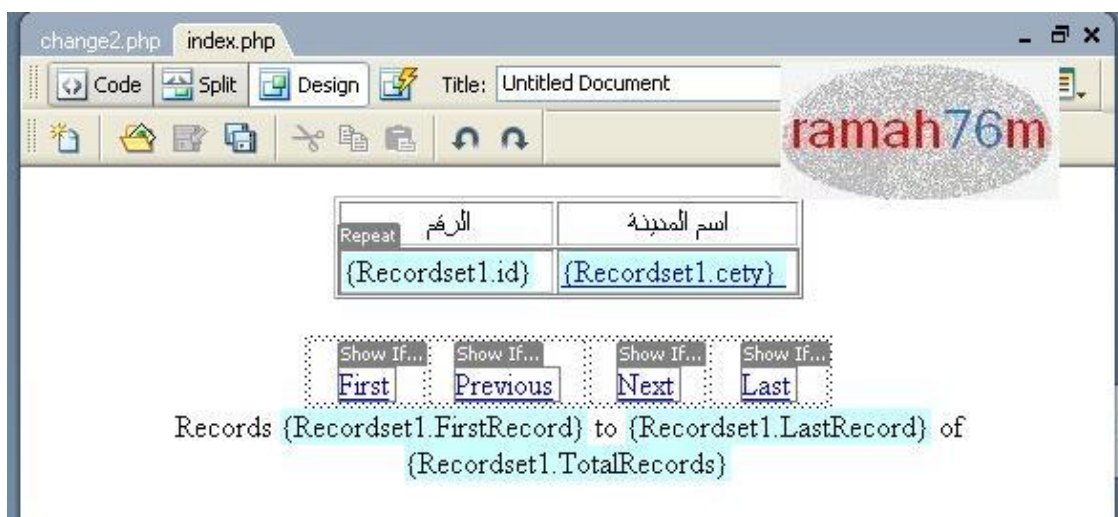 change2.php index.php
Code Split Design Title: Untitled Document
ramah76m
الرقم اسم المدينة
Repeat
{Recordset1.id} {Recordset1.cety}
Show If... Show If... Show If... Show If...
First Previous Next Last
Records {Recordset1.FirstRecord} to {Recordset1.LastRecord} of
{Recordset1.TotalRecords}